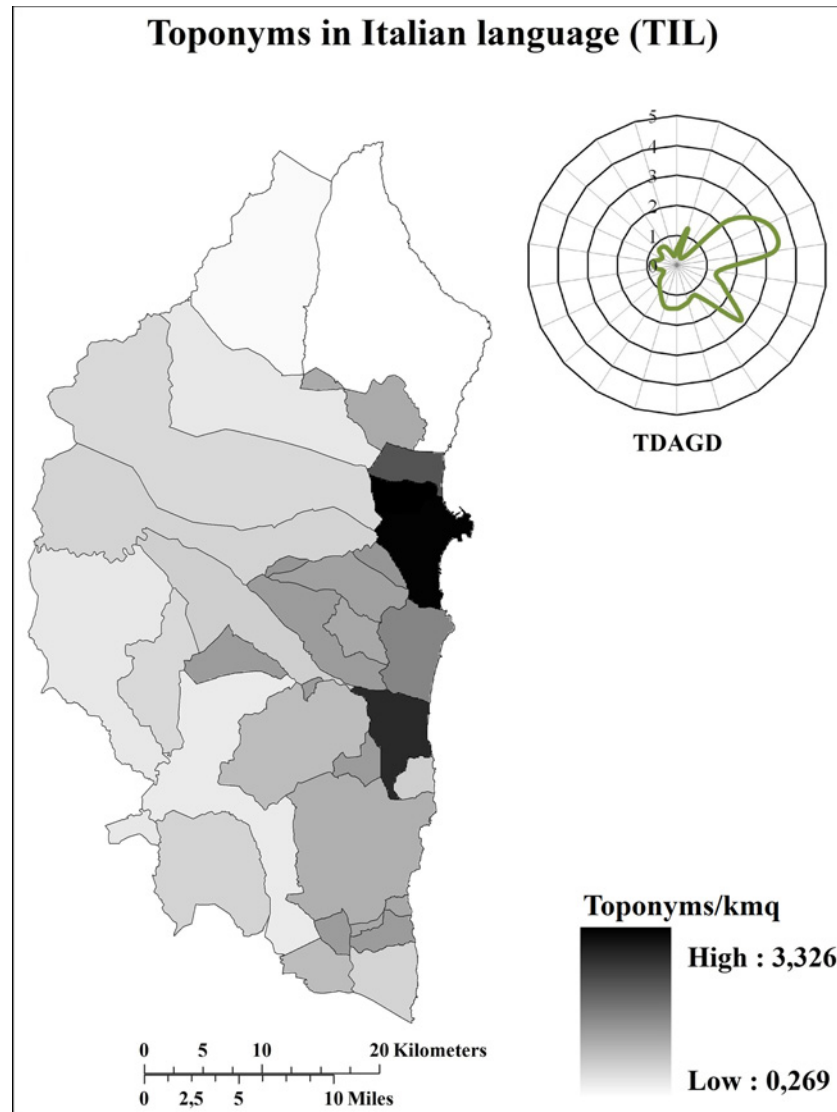 Toponyms in Italian language (TIL)
5
4
3
2
1
0
TDAGD
Toponyms/kmq
High : 3,326
Low : 0,269
0 5 10 20 Kilometers
0 2,5 5 10 Miles